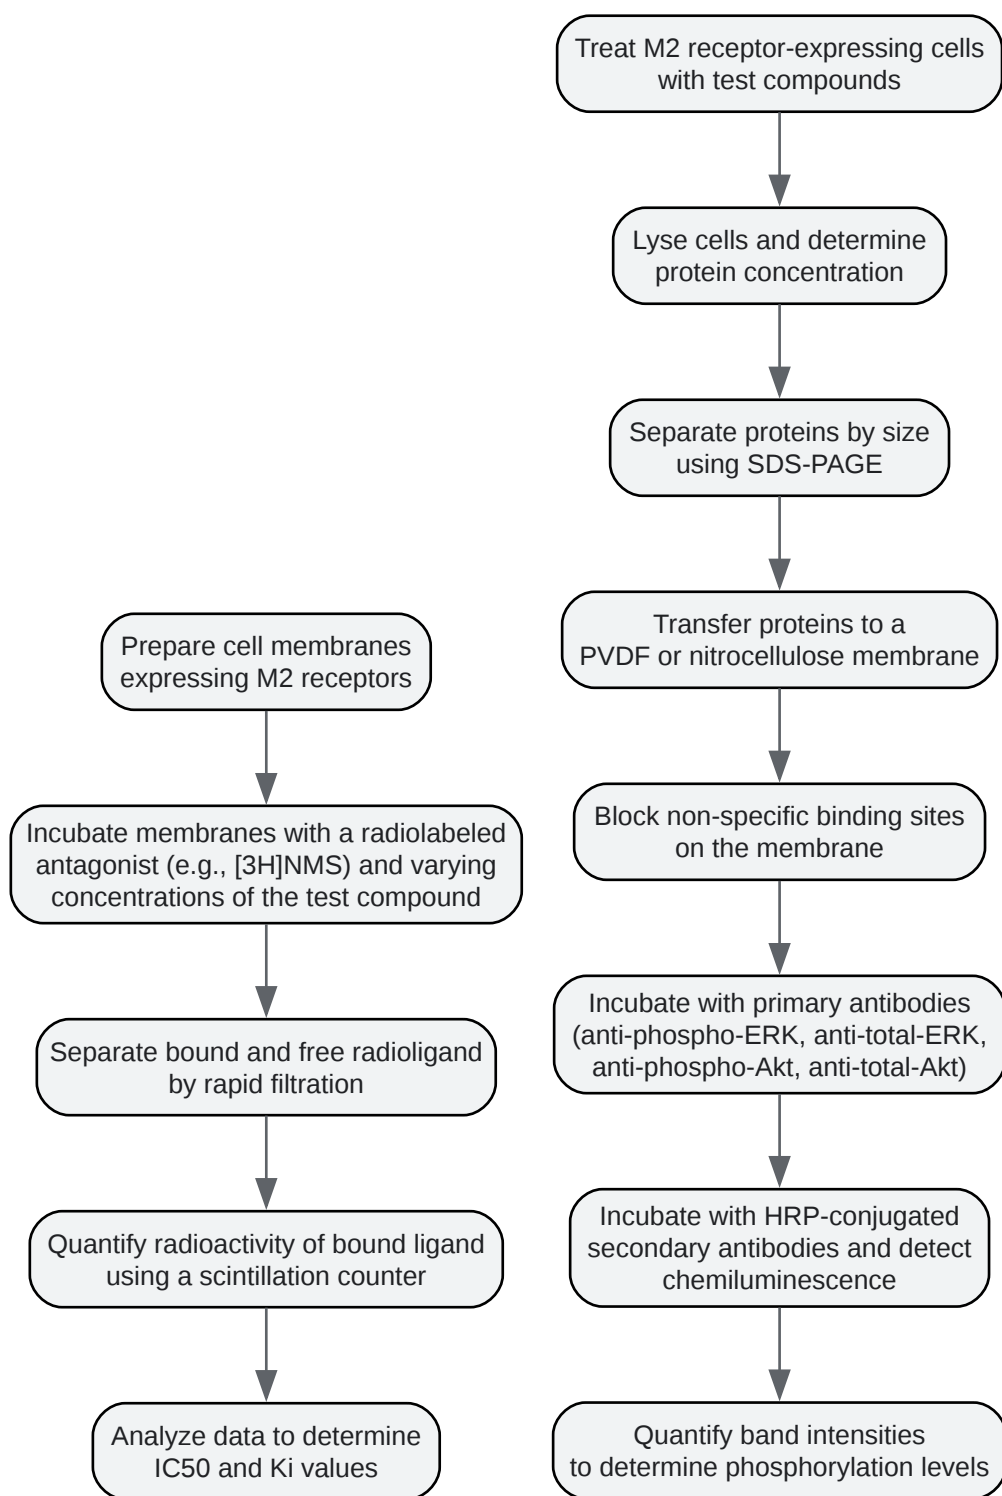 Treat M2 receptor-expressing cells
with test compounds
Lyse cells and determine
protein concentration
Separate proteins by size
using SDS-PAGE
Transfer proteins to a
PVDF or nitrocellulose membrane
Block non-specific binding sites
on the membrane
Incubate with primary antibodies
(anti-phospho-ERK, anti-total-ERK,
anti-phospho-Akt, anti-total-Akt)
Incubate with HRP-conjugated
secondary antibodies and detect
chemiluminescence
Quantify band intensities
to determine phosphorylation levels
Prepare cell membranes
expressing M2 receptors
Incubate membranes with a radiolabeled
antagonist (e.g., [3H]NMS) and varying
concentrations of the test compound
Separate bound and free radioligand
by rapid filtration
Quantify radioactivity of bound ligand
using a scintillation counter
Analyze data to determine
IC50 and Ki values